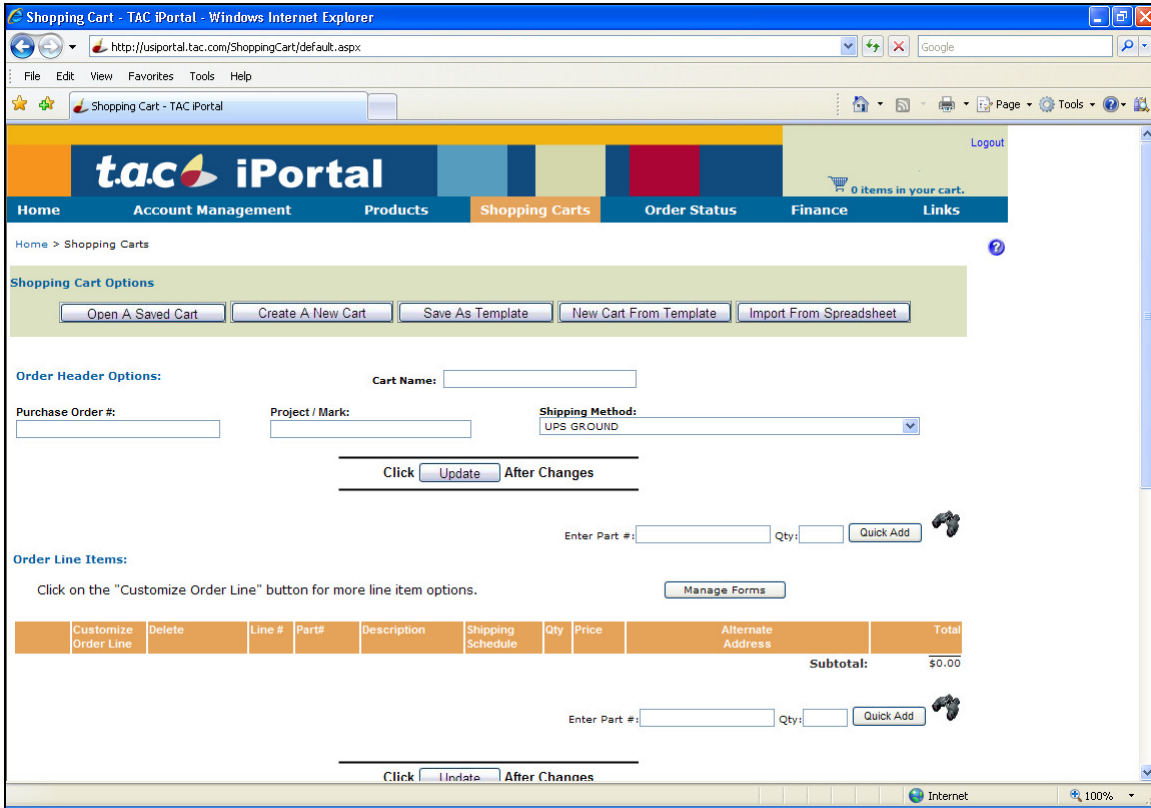 Shopping Cart - TAC iPortal - Windows Internet Explorer
http://usiportal.tac.com/ShoppingCart/default.aspx
Google
File Edit View Favorites Tools Help
Shopping Cart - TAC iPortal
Page Tools
Logout
t.a.c iPortal
0 items in your cart.
Home Account Management Products Shopping Carts Order Status Finance Links
Home > Shopping Carts
Shopping Cart Options
Open A Saved Cart Create A New Cart Save As Template New Cart From Template Import From Spreadsheet
Order Header Options:
Cart Name:
Purchase Order #: Project / Mark: Shipping Method:
UPS GROUND
Click Update After Changes
Enter Part #: Qty: Quick Add
Order Line Items:
Click on the "Customize Order Line" button for more line item options. Manage Forms
Customize Order Line Delete Line # Part# Description Shipping Schedule Qty Price Alternate Address Total
Subtotal: $0.00
Enter Part #: Qty: Quick Add
Click Update After Changes
Internet 100%